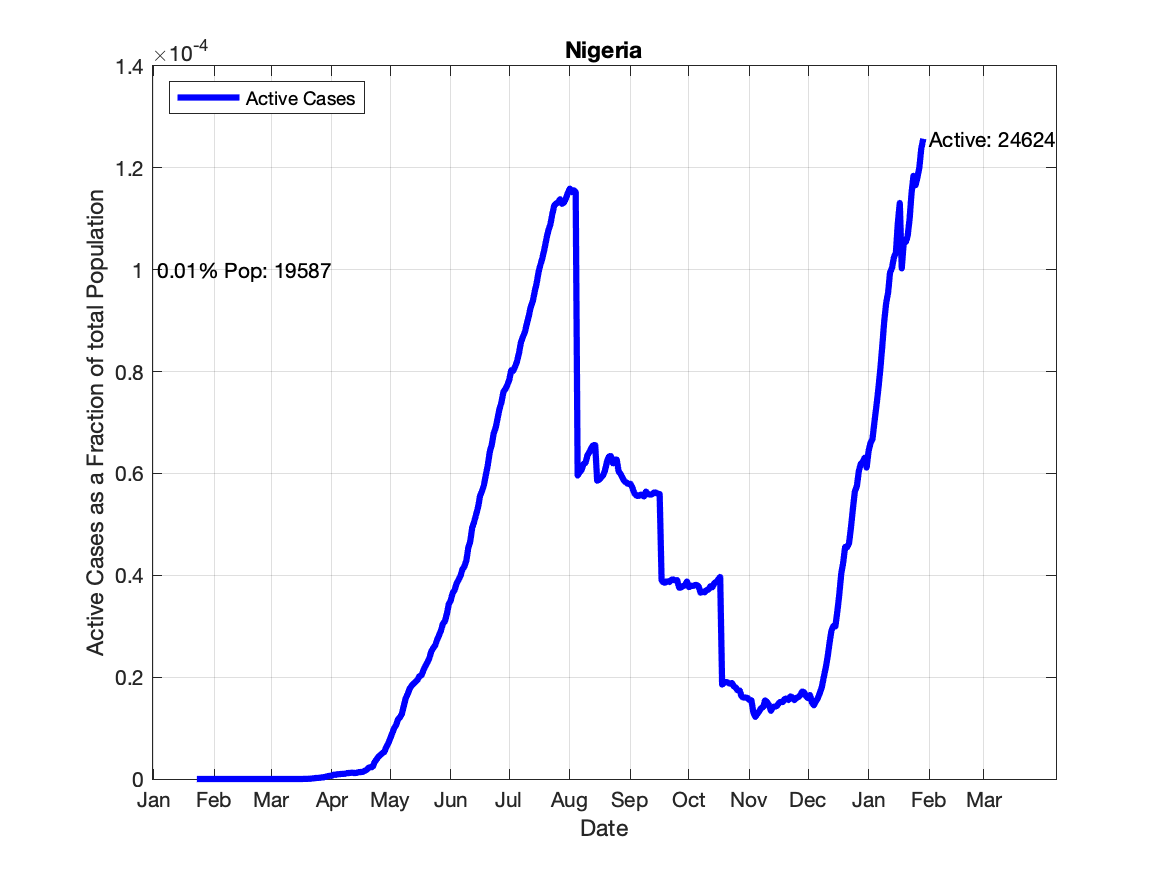 Nigeria
×10-4
1.4
1.2
1
0.8
0.6
0.4
0.2
0
Active Cases
Active: 24624
0.01% Pop: 19587
Active Cases as a Fraction of total Population
Jan Feb Mar Apr May Jun Jul Aug Sep Oct Nov Dec Jan Feb Mar
Date